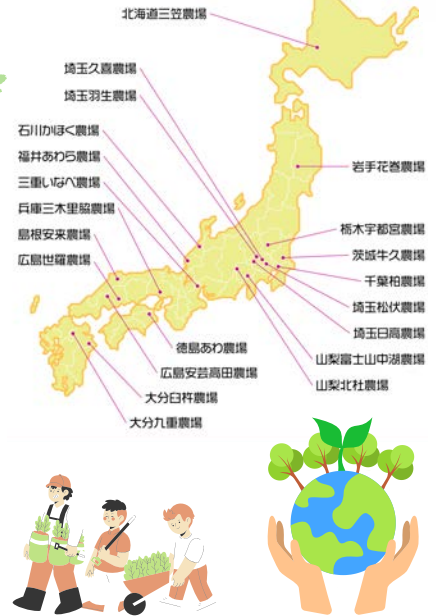 北海道三笠農場
埼玉久喜農場
埼玉羽生農場
石川かほく農場
福井あわら農場
三重いなべ農場
兵庫三木里脇農場
島根安来農場
広島世羅農場
岩手花巻農場
栃木宇都宮農場
茨城牛久農場
千葉柏農場
埼玉松伏農場
埼玉日高農場
山梨富士山中湖農場
山梨北杜農場
徳島あわ農場
広島安芸高田農場
大分臼杵農場
大分九重農場